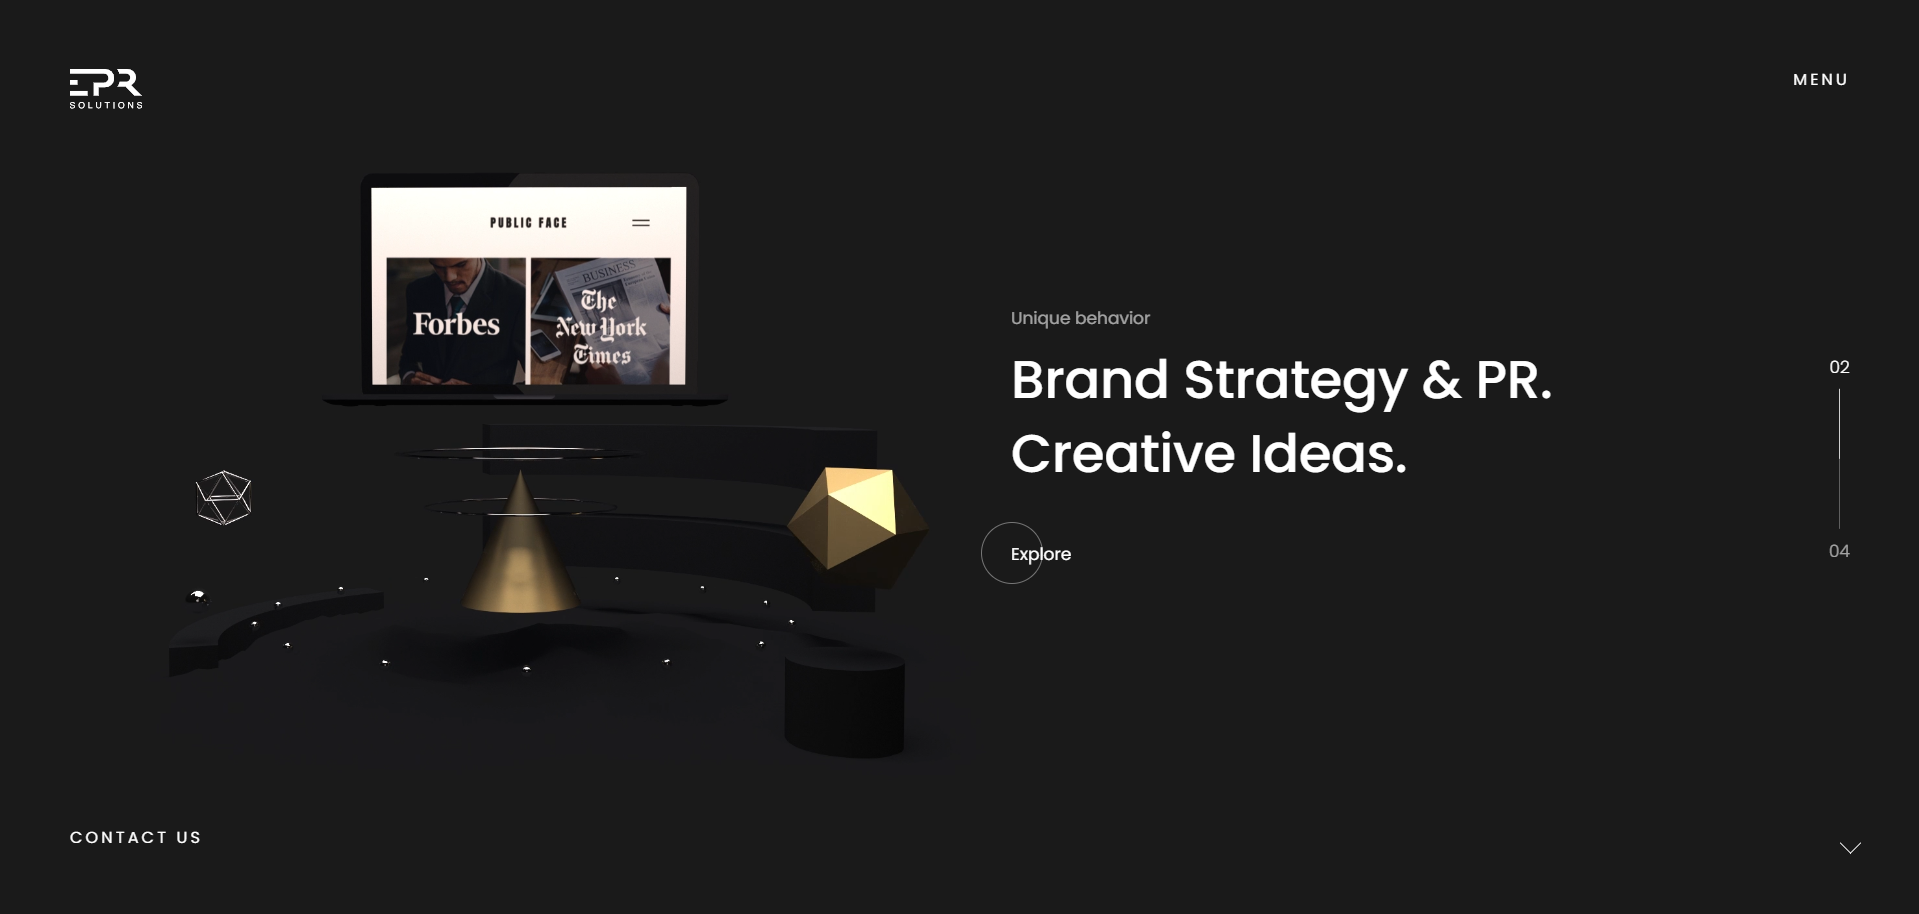 EPR
SOLUTIONS
MENU
PUBLIC FACE
Forbes
BUSINESS
The
New York
Times
Unique behavior
Brand Strategy & PR.
Creative Ideas.
Explore
02
04
CONTACT US